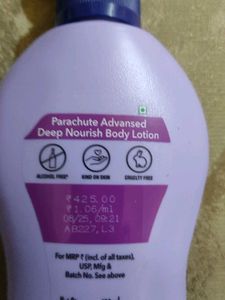 Parachute Advansed
Deep Nourish Body Lotion
ALCOHOL FREE*
KIND ON SKIN
CRUELTY FREE
₹425.00
₹1.06/ml
08/25, 09:21
AB227, L3
For MRP ₹ (incl. of all taxes),
USP, Mfg &
Batch No. See above